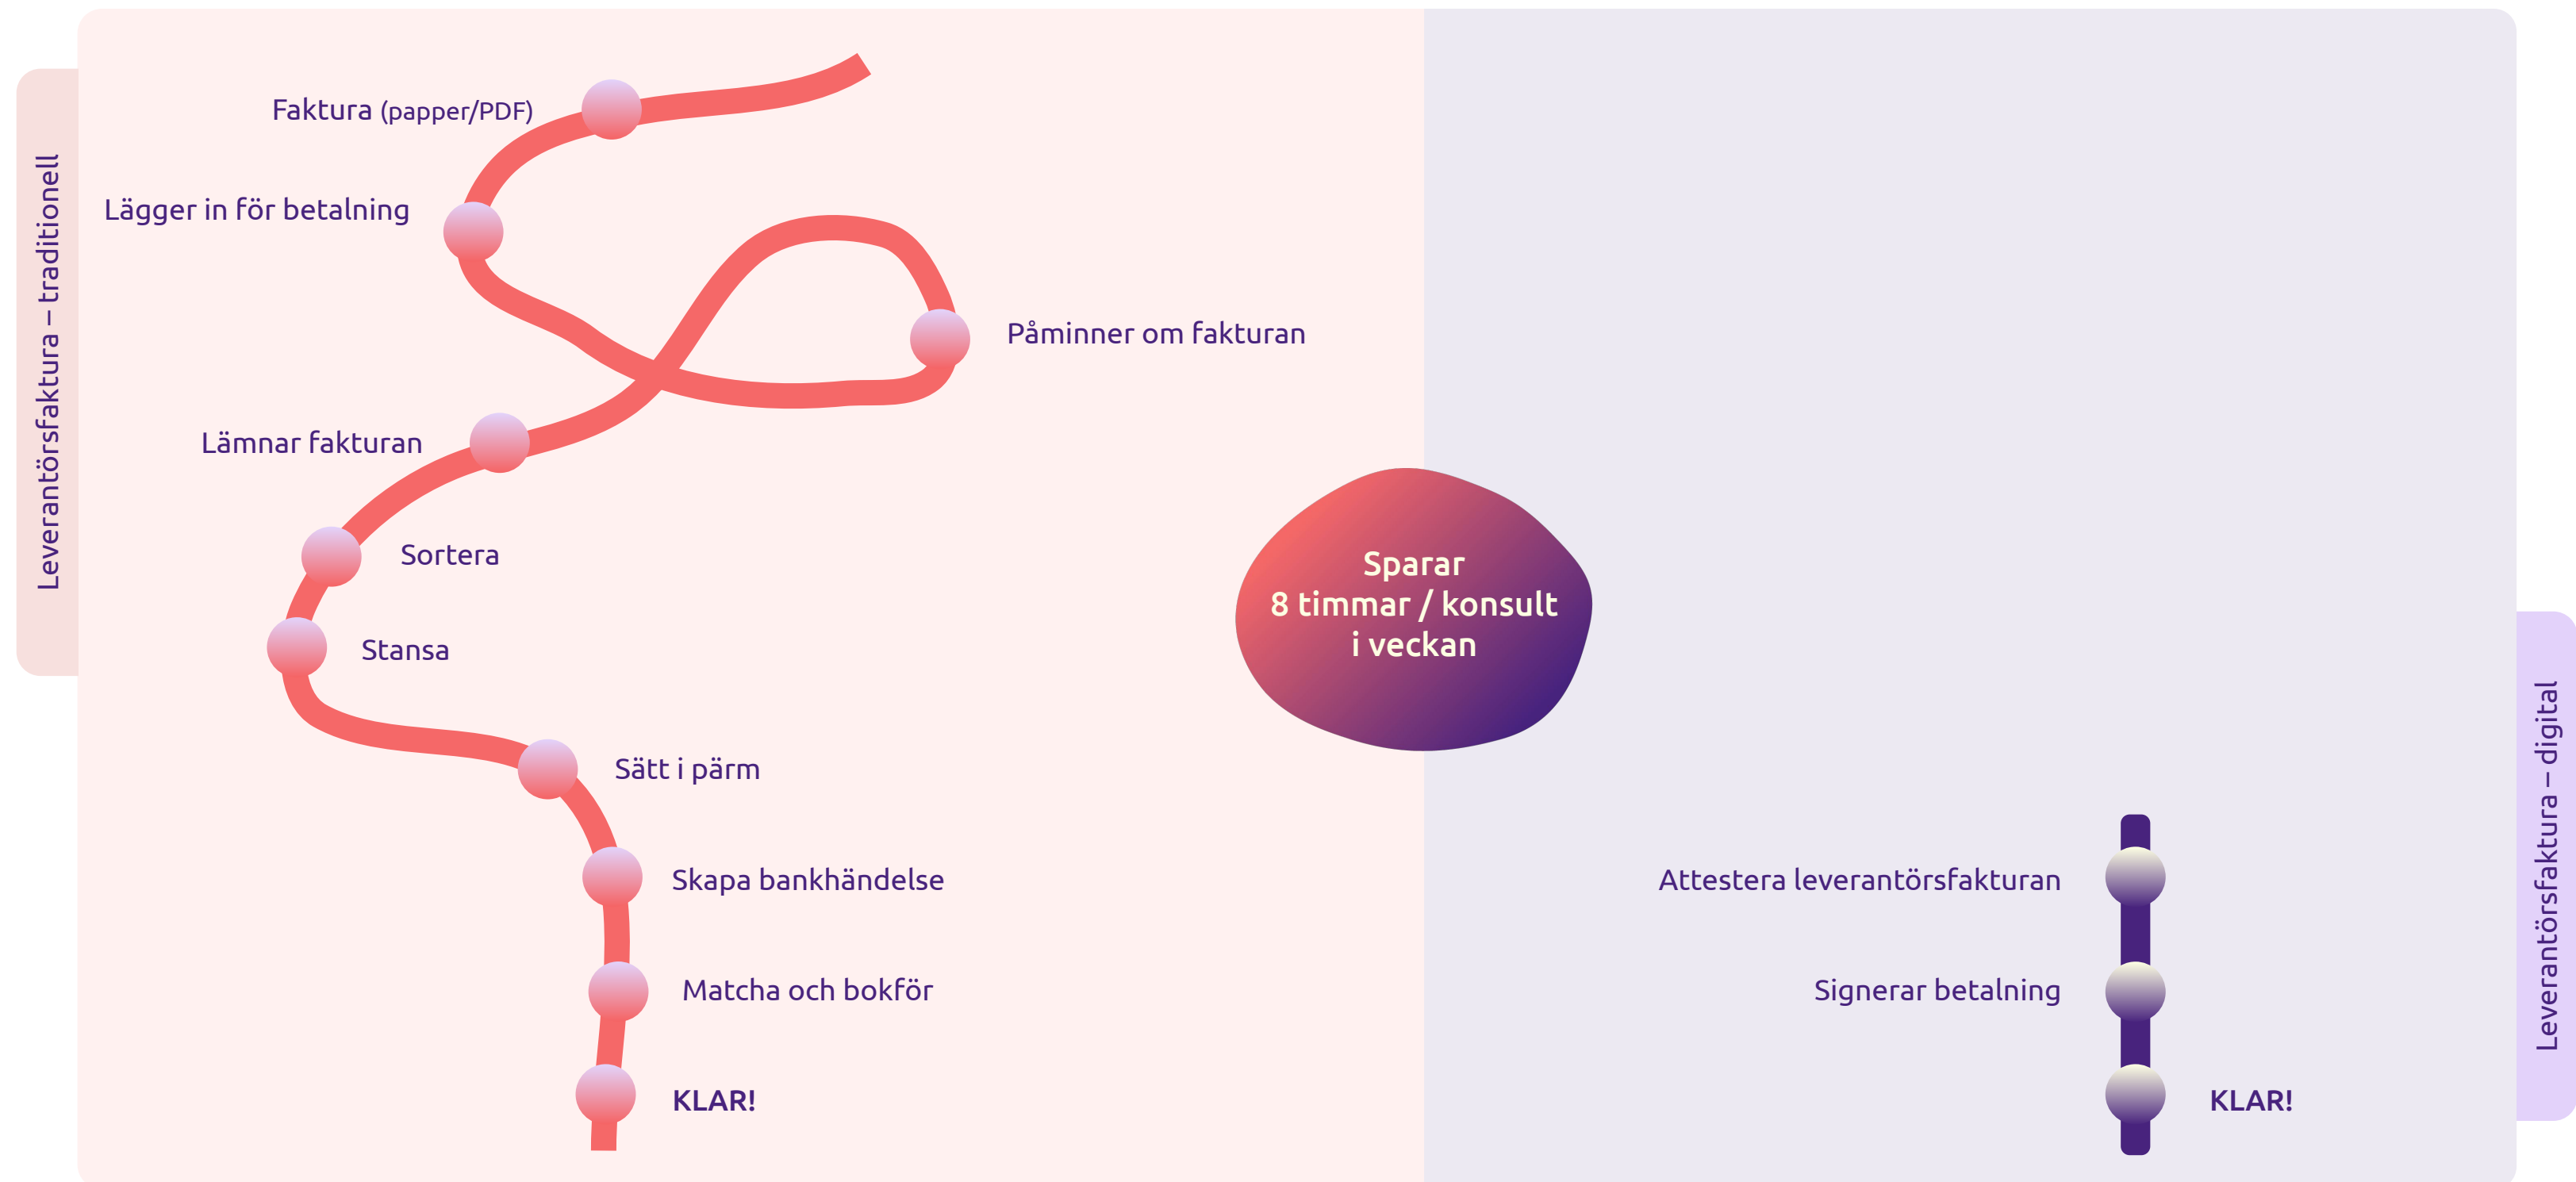 Leverantörsfaktura – traditionell
Faktura (papper/PDF)
Lägger in för betalning
Påminner om fakturan
Lämnar fakturan
Sortera
Stansa
Sätt i pärm
Skapa bankhändelse
Matcha och bokför
KLAR!
Sparar
8 timmar / konsult
i veckan
Leverantörsfaktura – digital
Attestera leverantörsfakturan
Signerar betalning
KLAR!